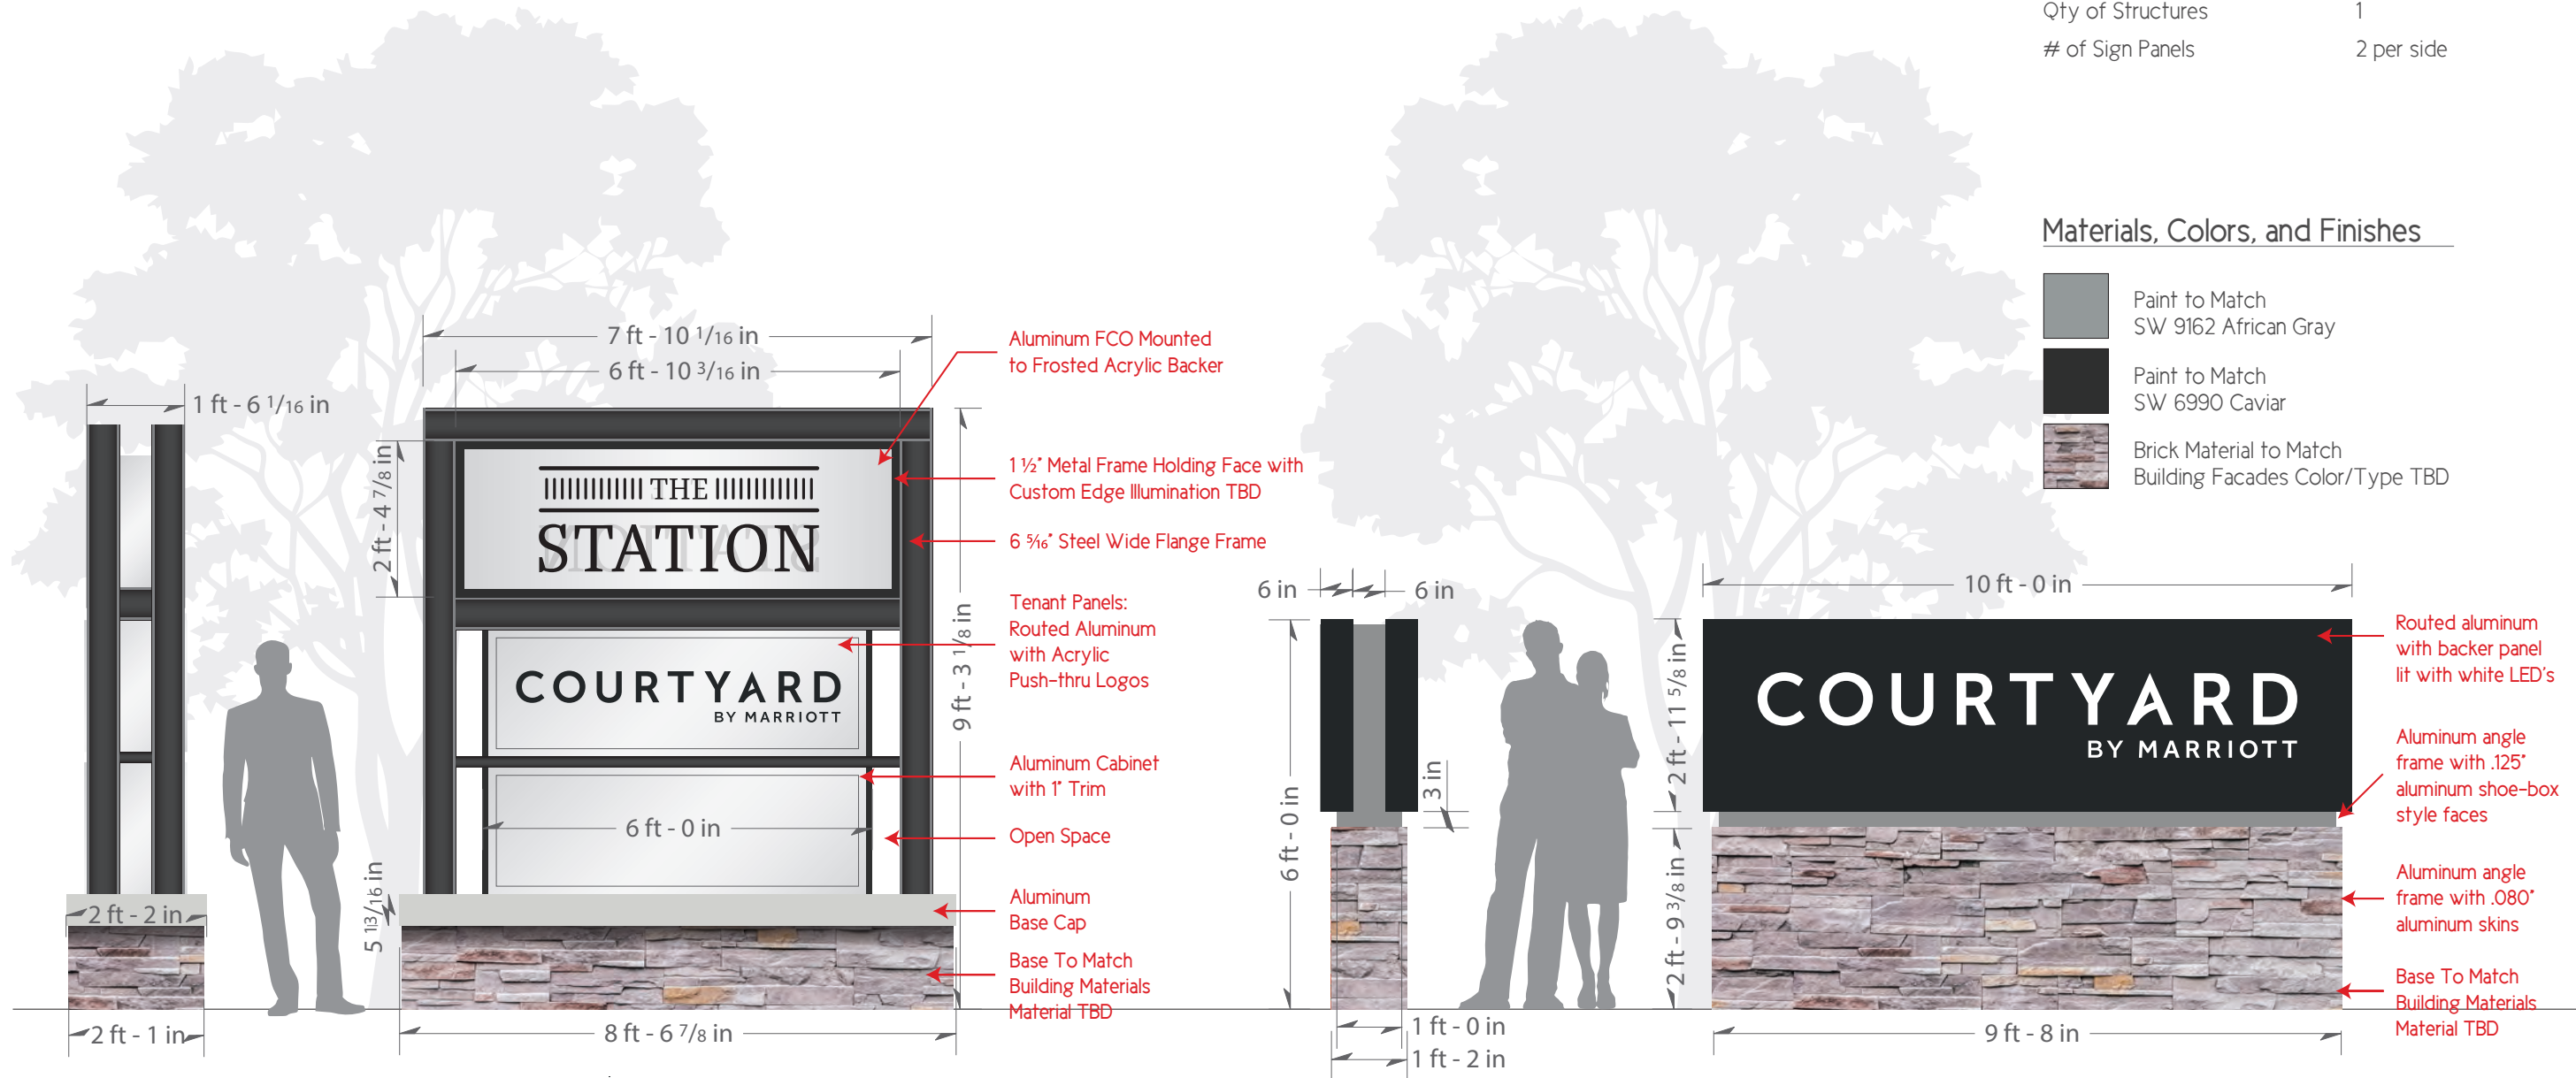 Qty of Structures 1
# of Sign Panels 2 per side
Materials, Colors, and Finishes
Paint to Match
SW 9162 African Gray
Paint to Match
SW 6990 Caviar
Brick Material to Match
Building Facades Color/Type TBD
1 ft - 6 1/16 in
2 ft - 2 in
2 ft - 1 in
7 ft - 10 1/16 in
6 ft - 10 3/16 in
2 ft - 4 7/8 in
THE
STATION
COURTYARD
BY MARRIOTT
6 ft - 0 in
9 ft - 3 1/8 in
5 13/16 in
8 ft - 6 7/8 in
Aluminum FCO Mounted
to Frosted Acrylic Backer
1 ½" Metal Frame Holding Face with
Custom Edge Illumination TBD
6 5/16" Steel Wide Flange Frame
Tenant Panels:
Routed Aluminum
with Acrylic
Push-thru Logos
Aluminum Cabinet
with 1" Trim
Open Space
Aluminum
Base Cap
Base To Match
Building Materials
Material TBD
6 in
6 in
6 ft - 0 in
3 in
1 ft - 0 in
1 ft - 2 in
10 ft - 0 in
2 ft - 11 5/8 in
COURTYARD
BY MARRIOTT
2 ft - 9 3/8 in
9 ft - 8 in
Routed aluminum
with backer panel
lit with white LED's
Aluminum angle
frame with .125"
aluminum shoe-box
style faces
Aluminum angle
frame with .080"
aluminum skins
Base To Match
Building Materials
Material TBD